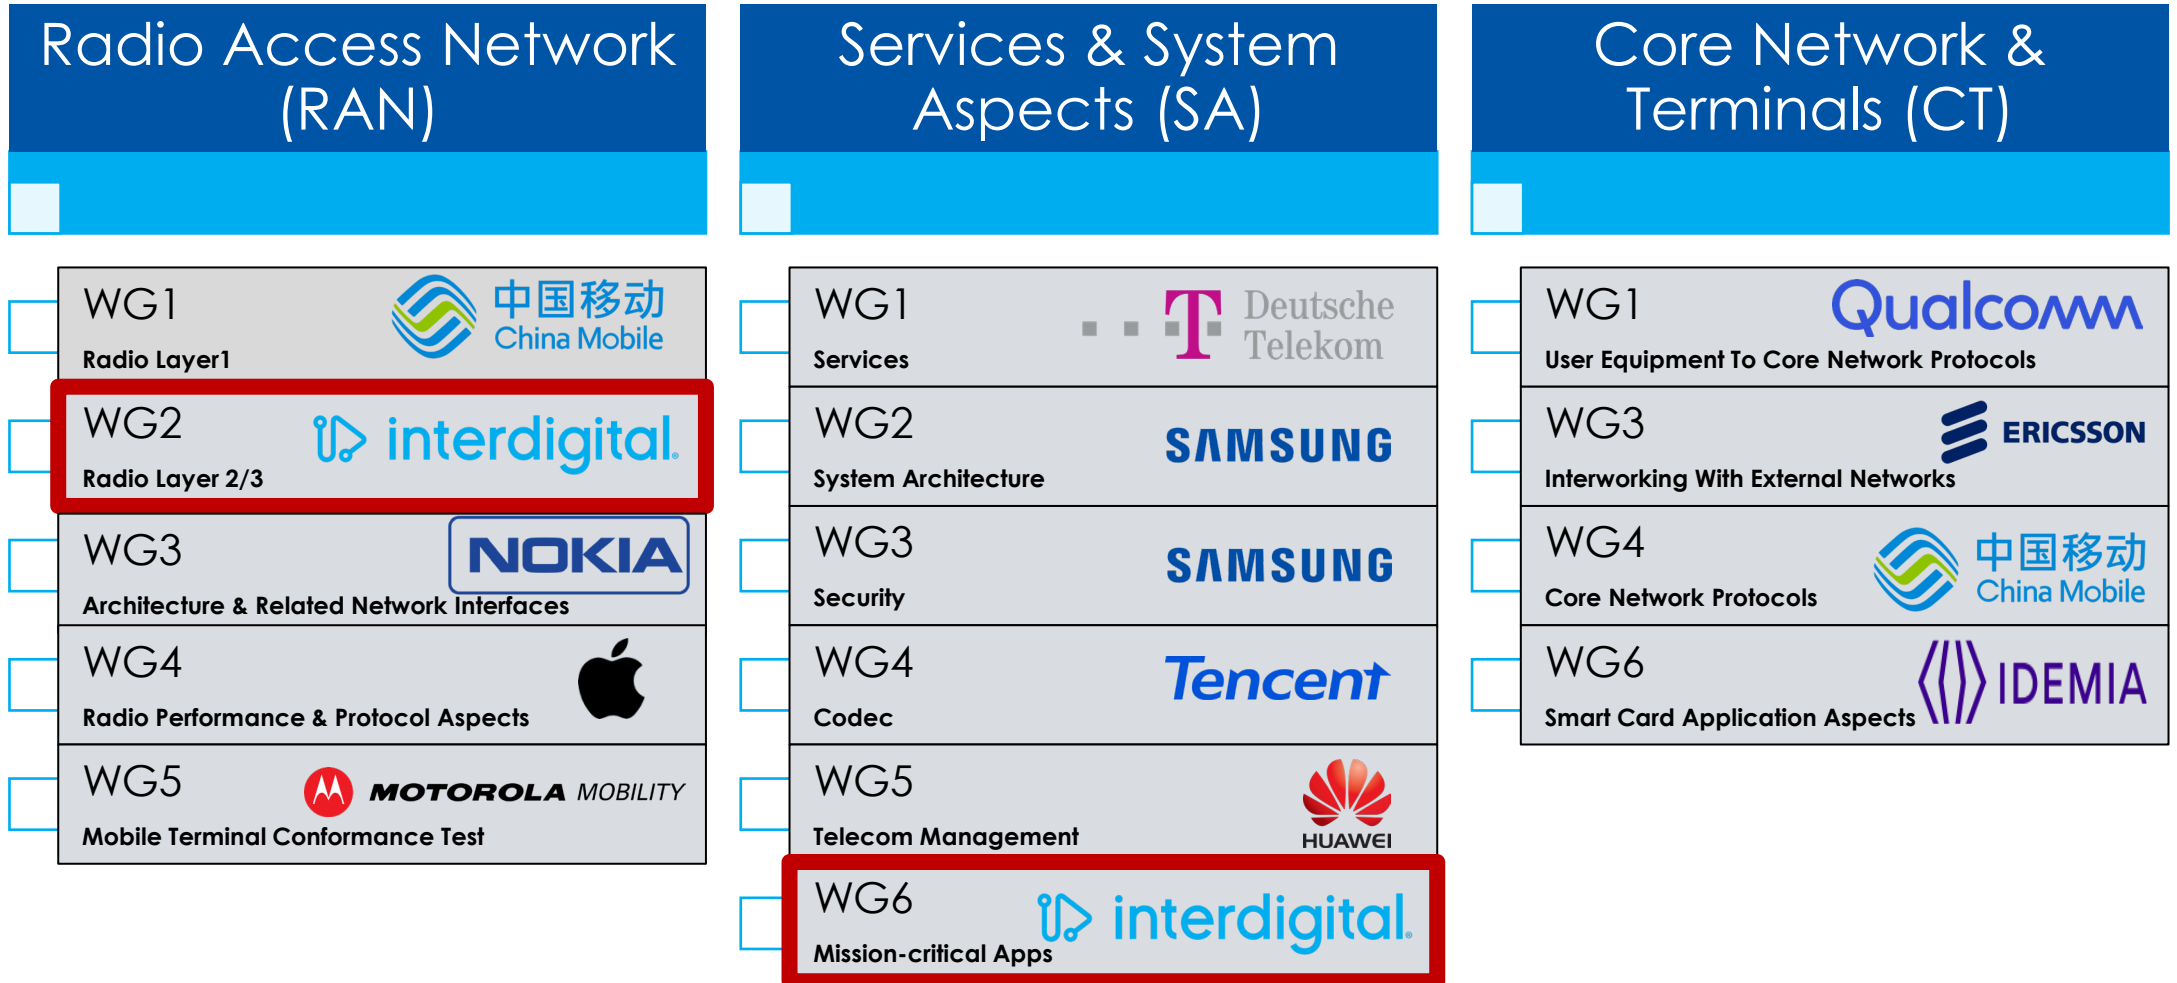 Radio Access Network
(RAN)
WG1
中国移动
China Mobile
Radio Layer1
WG2
interdigital.
Radio Layer 2/3
WG3
NOKIA
Architecture & Related Network Interfaces
WG4
Radio Performance & Protocol Aspects
WG5
MOTOROLA MOBILITY
Mobile Terminal Conformance Test
Services & System
Aspects (SA)
WG1
Deutsche
Telekom
T
Services
WG2
SAMSUNG
System Architecture
WG3
SAMSUNG
Security
WG4
Tencent
Codec
WG5
HUAWEI
Telecom Management
WG6
interdigital.
Mission-critical Apps
Core Network &
Terminals (CT)
WG1
Qualcomm
User Equipment To Core Network Protocols
WG3
ERICSSON
Interworking With External Networks
WG4
中国移动
China Mobile
Core Network Protocols
WG6
IDEMIA
Smart Card Application Aspects